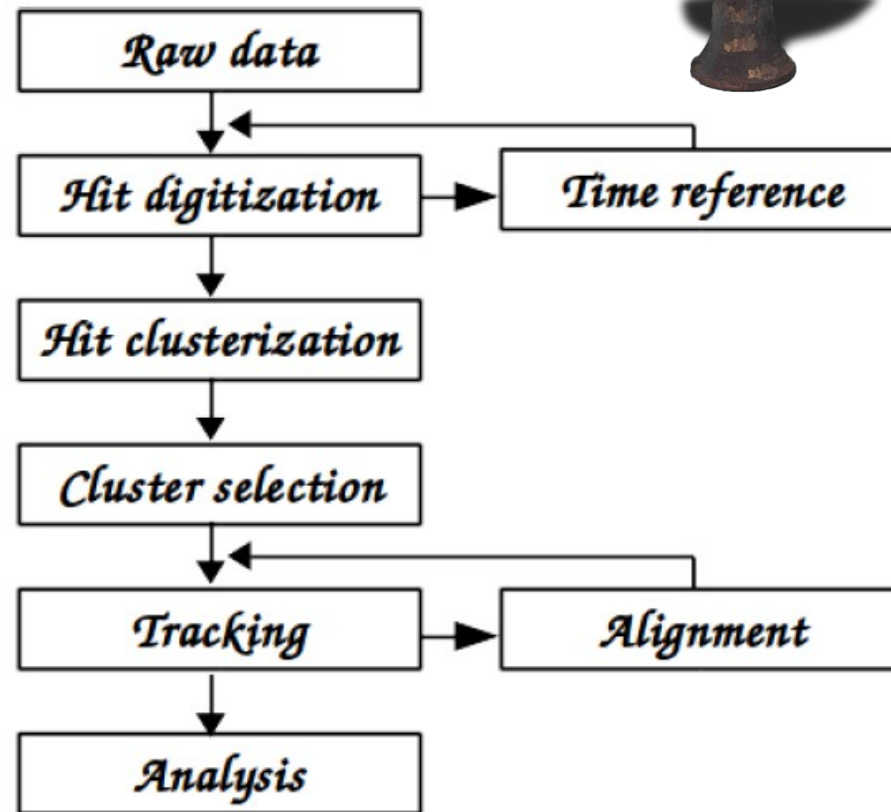 Raw data
Hit digitization
Time reference
Hit clusterization
Cluster selection
Tracking
Alignment
Analysis